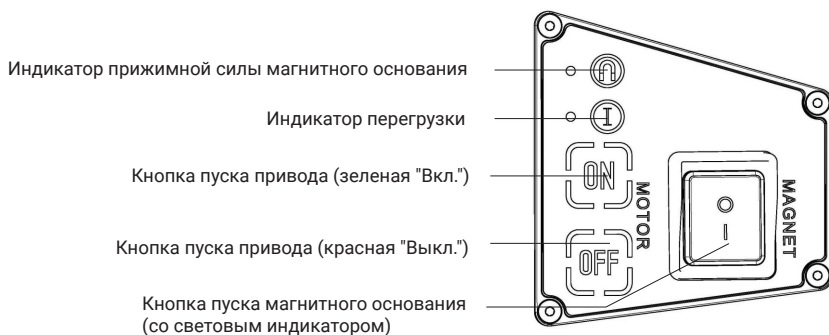 Индикатор прижимной силы магнитного основания
Индикатор перегрузки
Кнопка пуска привода (зеленая "Вкл.")
Кнопка пуска привода (красная "Выкл.")
Кнопка пуска магнитного основания
(со световым индикатором)
I
ON
OFF
MOTOR
O
I
MAGNET